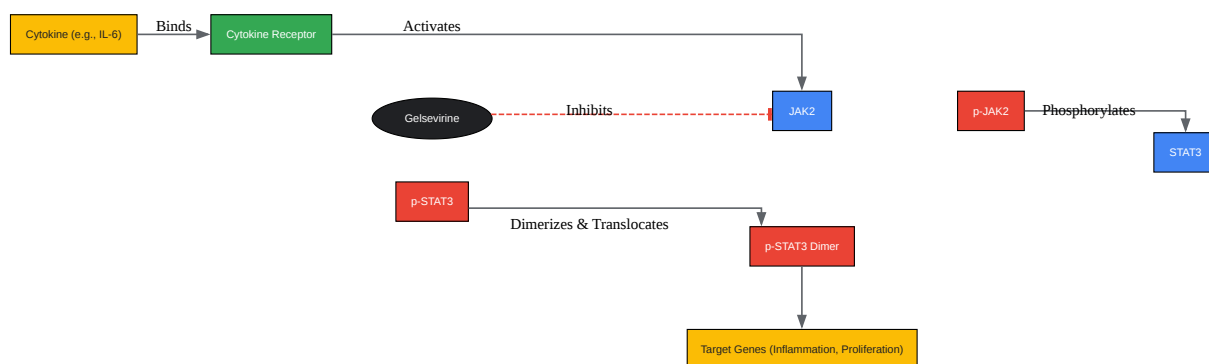 Cytokine (e.g., IL-6)
Binds
Cytokine Receptor
Activates
Gelsevirine
Inhibits
JAK2
p-JAK2
Phosphorylates
STAT3
p-STAT3
Dimerizes & Translocates
p-STAT3 Dimer
Target Genes (Inflammation, Proliferation)